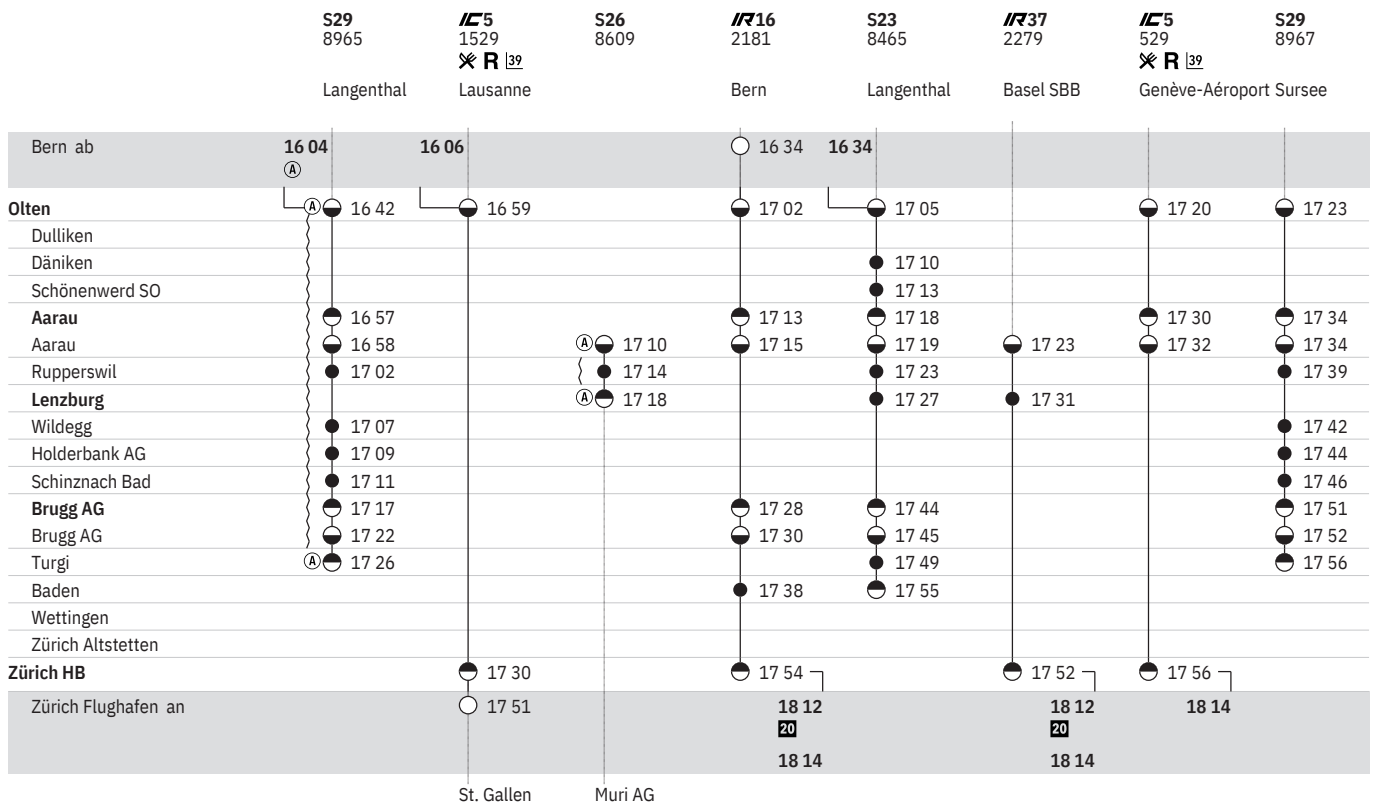 S29 IC5 S26 IR16 S23 IR37 IC5 S29
8965 1529 8609 2181 8465 2279 529 8967
R 39 R 39
Langenthal Lausanne Bern Langenthal Basel SBB Genève-Aéroport Sursee
Bern ab 16 04 16 06 16 34 16 34
A
Olten A 16 42 16 59 17 02 17 05 17 20 17 23
Dulliken
Däniken 17 10
Schönenwerd SO 17 13
Aarau 16 57 17 13 17 18 17 30 17 34
Aarau 16 58 A 17 10 17 15 17 19 17 23 17 32 17 34
Rupperswil 17 02 17 14 17 23 17 39
Lenzburg A 17 18 17 27 17 31
Wildegg 17 07 17 42
Holderbank AG 17 09 17 44
Schinznach Bad 17 11 17 46
Brugg AG 17 17 17 28 17 44 17 51
Brugg AG 17 22 17 30 17 45 17 52
Turgi A 17 26 17 49 17 56
Baden 17 38 17 55
Wettingen
Zürich Altstetten
Zürich HB 17 30 17 54 17 52 17 56
Zürich Flughafen an 17 51 18 12 18 12 18 14
20 20
18 14 18 14
St. Gallen Muri AG